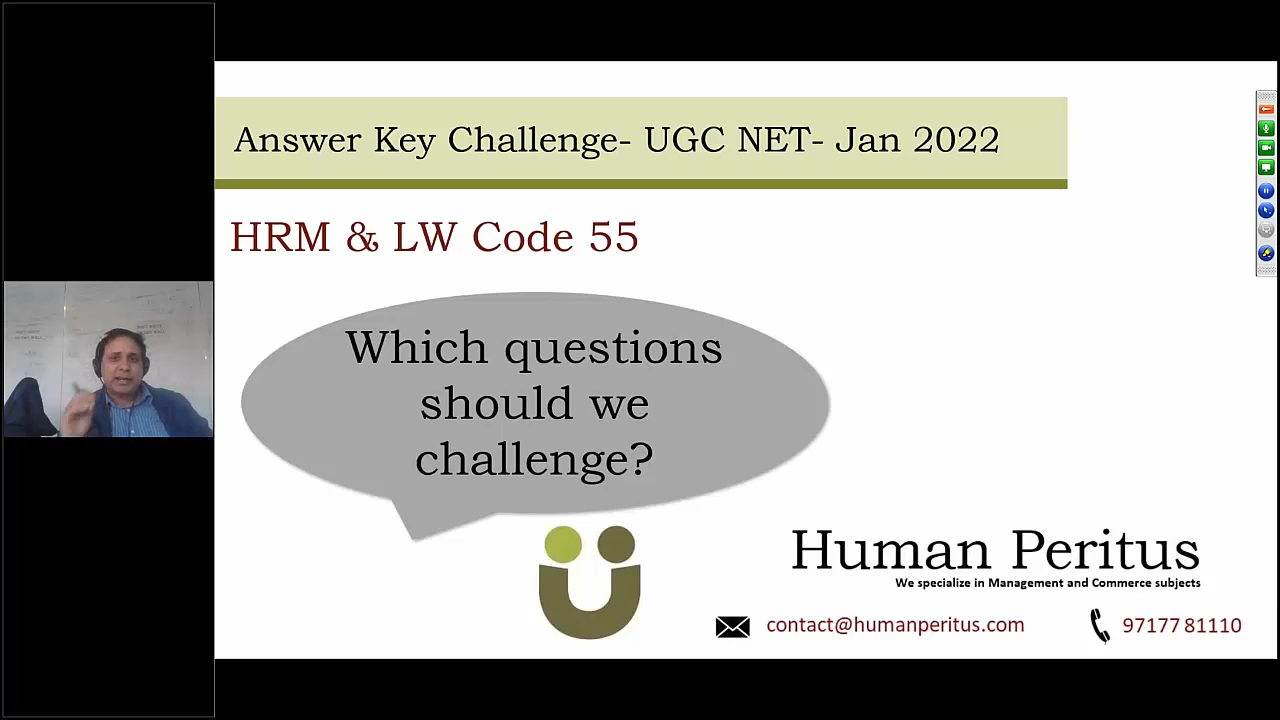 Answer Key Challenge- UGC NET- Jan 2022
HRM & LW Code 55
Which questions
should we
challenge?
Human Peritus
We specialize in Management and Commerce subjects
contact@humanperitus.com
97177 81110